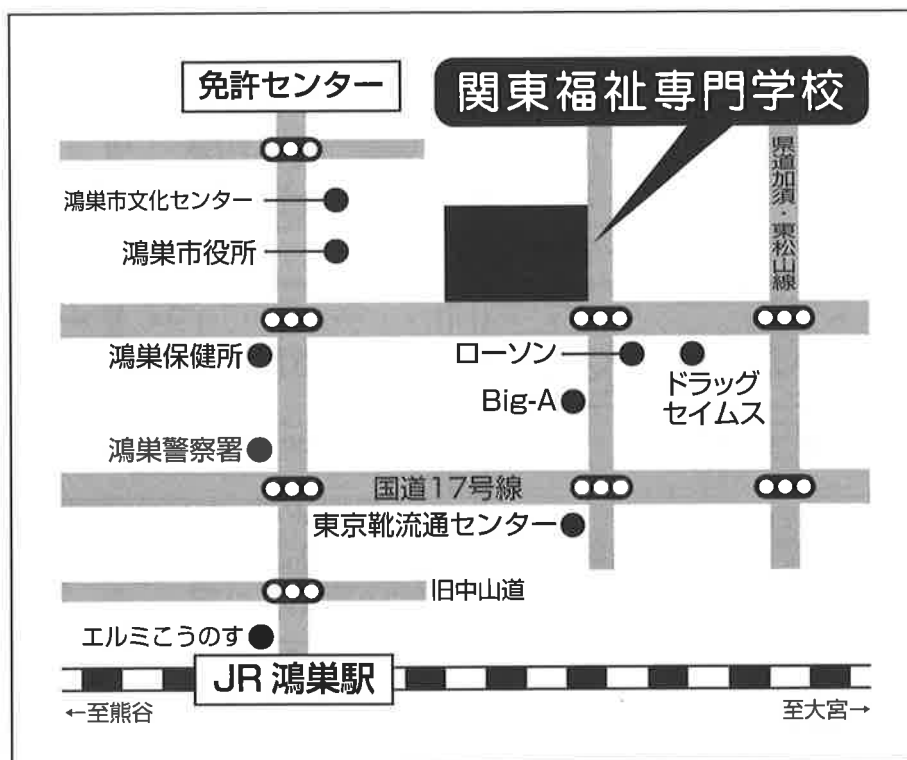 免許センター
関東福祉専門学校
県道加須・東松山線
鴻巣市文化センター
鴻巣市役所
鴻巣保健所
ローソン
ドラッグ
セイムス
Big-A
鴻巣警察署
国道17号線
東京靴流通センター
旧中山道
エルミこうのす
JR 鴻巣駅
←至熊谷
至大宮→